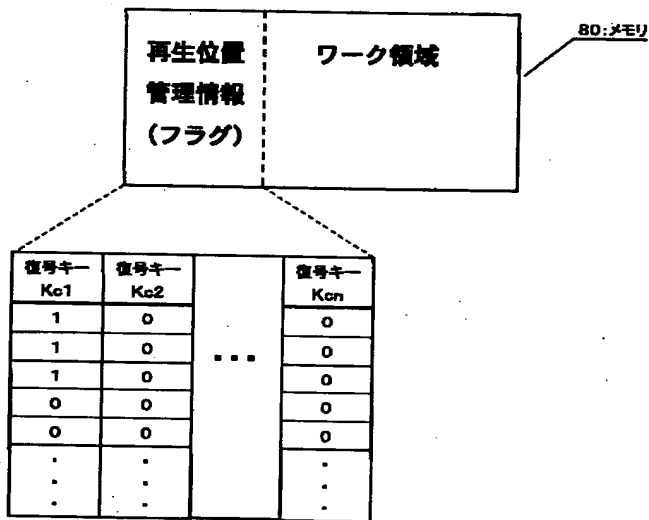 80:メモリ
再生位置
管理情報
(フラグ)
ワーク領域
復号キー 復号キー 復号キー
Kc1 Kc2 Kcn
1 0 0
1 0 ... 0
1 0 0
0 0 0
0 0 0
. . .
. . .
. . .